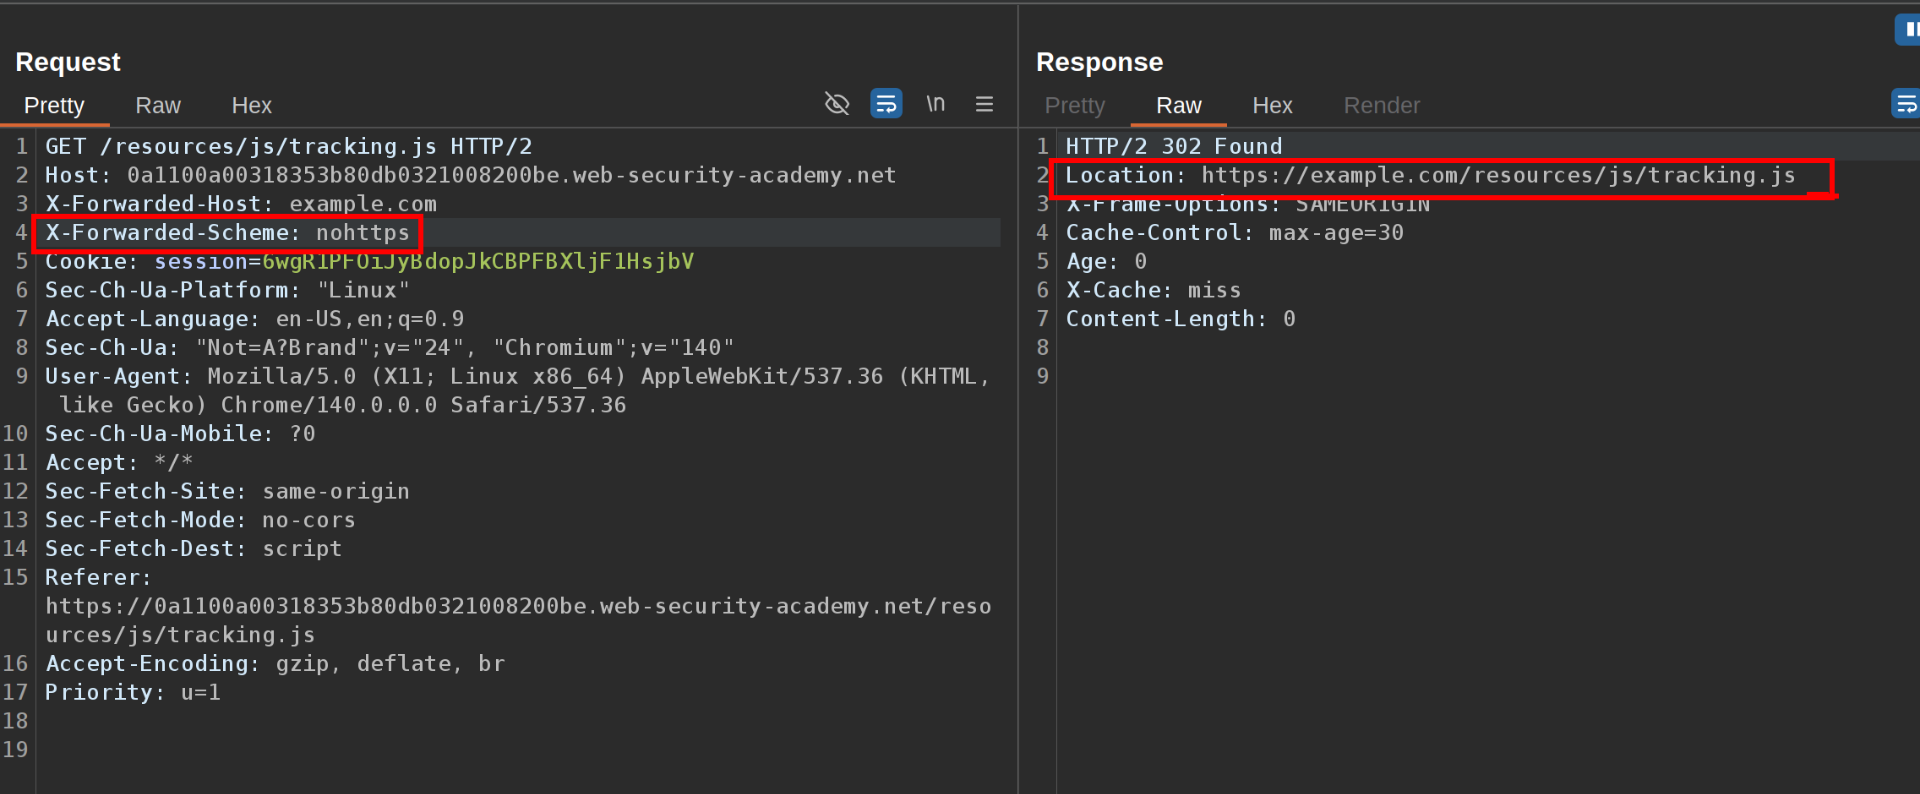 Request
Pretty Raw Hex \n
1 GET /resources/js/tracking.js HTTP/2
2 Host: 0a1100a00318353b80db0321008200be.web-security-academy.net
3 X-Forwarded-Host: example.com
4 X-Forwarded-Scheme: nohttps
5 Cookie: session=6wgR1PFOiJyBdopJkCBPFBXljF1HsjbV
6 Sec-Ch-Ua-Platform: "Linux"
7 Accept-Language: en-US,en;q=0.9
8 Sec-Ch-Ua: "Not=A?Brand";v="24", "Chromium";v="140"
9 User-Agent: Mozilla/5.0 (X11; Linux x86_64) AppleWebKit/537.36 (KHTML,
like Gecko) Chrome/140.0.0.0 Safari/537.36
10 Sec-Ch-Ua-Mobile: ?0
11 Accept: */*
12 Sec-Fetch-Site: same-origin
13 Sec-Fetch-Mode: no-cors
14 Sec-Fetch-Dest: script
15 Referer:
https://0a1100a00318353b80db0321008200be.web-security-academy.net/reso
urces/js/tracking.js
16 Accept-Encoding: gzip, deflate, br
17 Priority: u=1
18
19
Response
Pretty Raw Hex Render
1 HTTP/2 302 Found
2 Location: https://example.com/resources/js/tracking.js
3 X-Frame-Options: SAMEORIGIN
4 Cache-Control: max-age=30
5 Age: 0
6 X-Cache: miss
7 Content-Length: 0
8
9